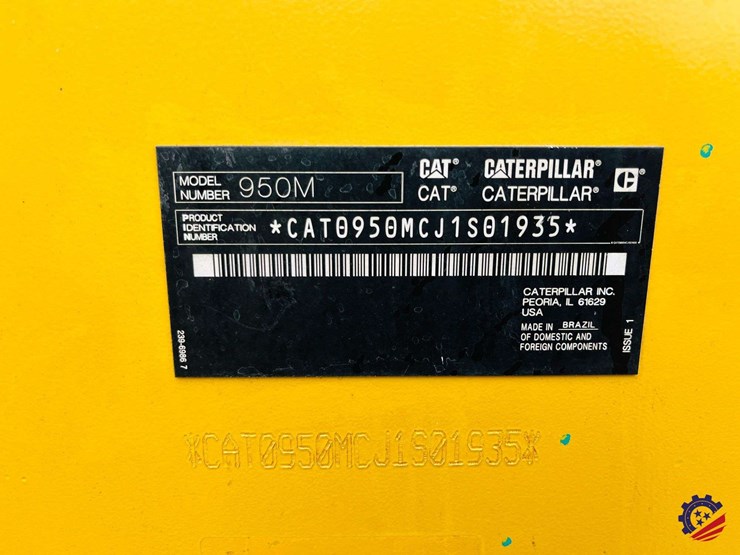 MODEL NUMBER 950M
CAT® CATERPILLAR®
CAT® CATERPILLAR®
PRODUCT IDENTIFICATION NUMBER *CAT0950MCJ1S01935*
CATERPILLAR INC.
PEORIA, IL 61629
USA
MADE IN BRAZIL
OF DOMESTIC AND
FOREIGN COMPONENTS
ISSUE 1
239-6986 7
*CAT0950MCJ1S01935*